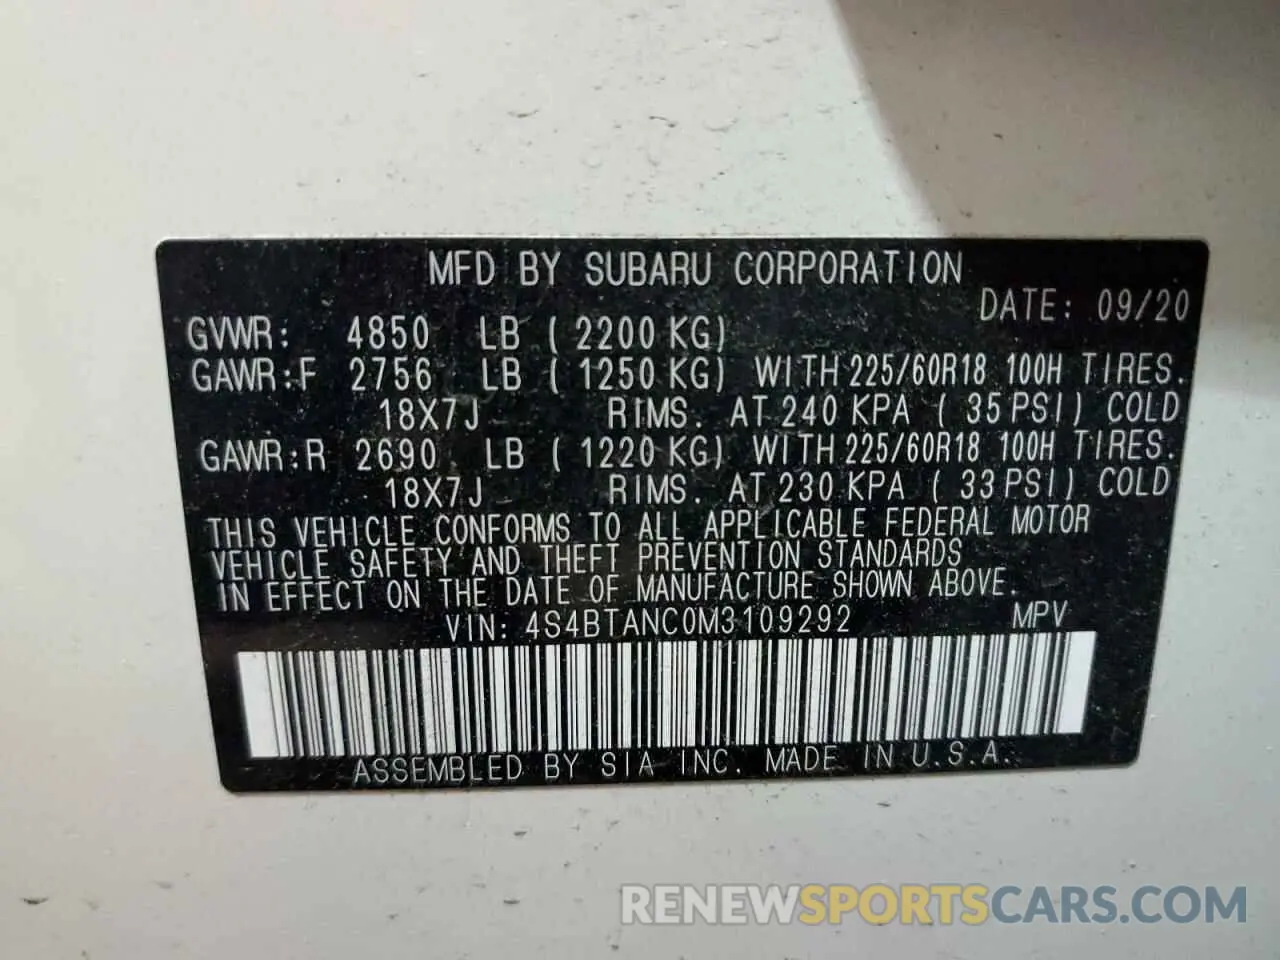 MFD BY SUBARU CORPORATION
DATE: 09/20
GVWR: 4850 LB ( 2200 KG)
GAWR:F 2756 LB ( 1250 KG) WITH 225/60R18 100H TIRES.
18X7J RIMS. AT 240 KPA ( 35 PSI) COLD
GAWR:R 2690 LB ( 1220 KG) WITH 225/60R18 100H TIRES.
18X7J RIMS. AT 230 KPA ( 33 PSI) COLD
THIS VEHICLE CONFORMS TO ALL APPLICABLE FEDERAL MOTOR
VEHICLE SAFETY AND THEFT PREVENTION STANDARDS
IN EFFECT ON THE DATE OF MANUFACTURE SHOWN ABOVE.
VIN: 4S4BTANC0M3109292 MPV
ASSEMBLED BY SIA INC. MADE IN U.S.A.
RENEWSPORTSCARS.COM